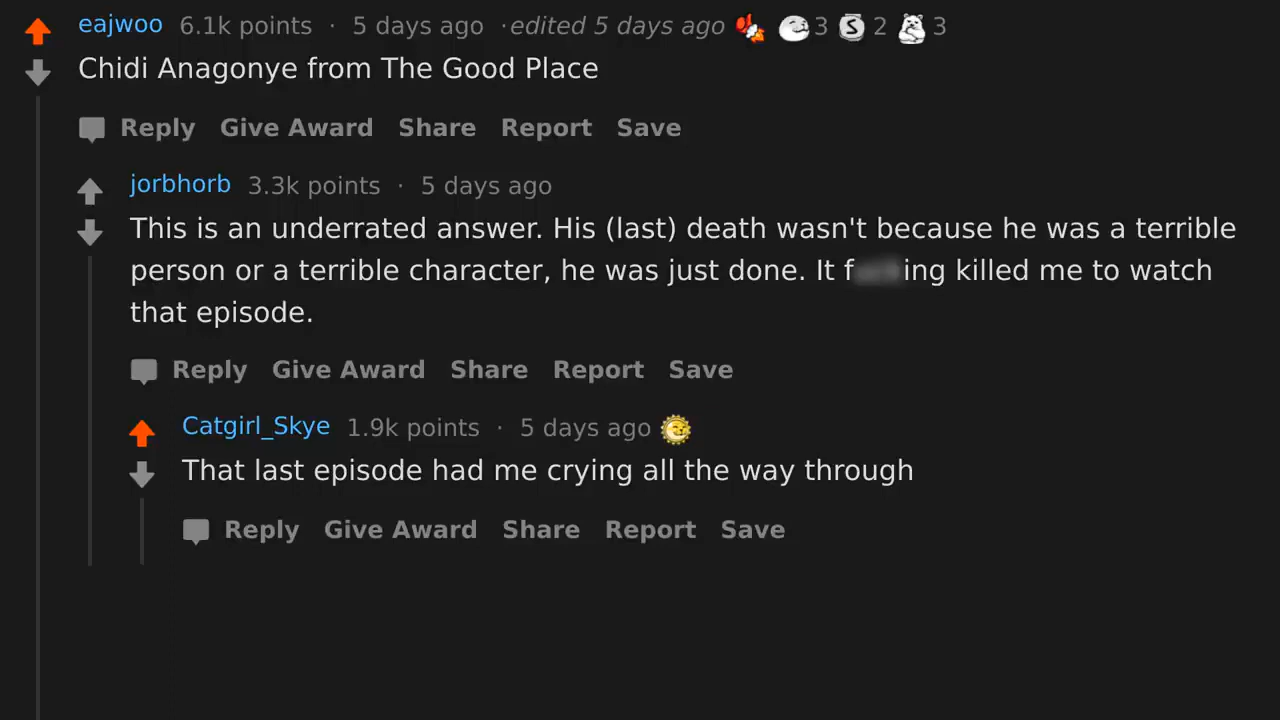 eajwoo 6.1k points · 5 days ago ·edited 5 days ago 3 S 2 3
Chidi Anagonye from The Good Place
Reply Give Award Share Report Save
jorbhorb 3.3k points · 5 days ago
This is an underrated answer. His (last) death wasn't because he was a terrible
person or a terrible character, he was just done. It f ing killed me to watch
that episode.
Reply Give Award Share Report Save
Catgirl_Skye 1.9k points · 5 days ago
That last episode had me crying all the way through
Reply Give Award Share Report Save